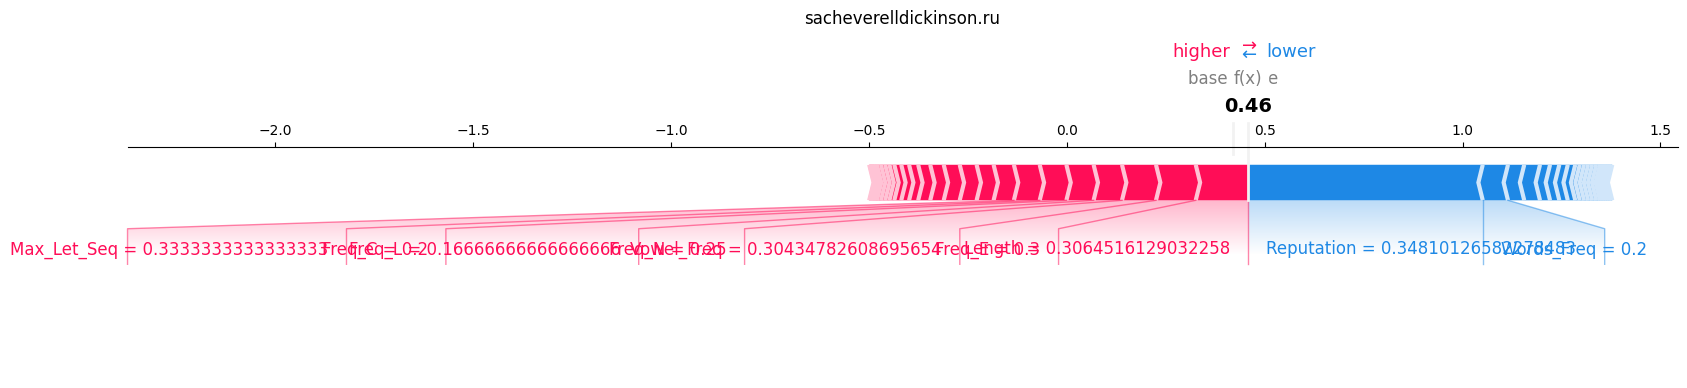 sacheverelldickinson.ru
higher ⇄ lower
base f(x) e
0.46
−2.0 −1.5 −1.0 −0.5 0.0 0.5 1.0 1.5
Max_Let_Seq = 0.3333333333333333 Freq_C = 0.2 Freq_L = 0.16666666666666666 Freq_N = 0.25 Vowel_Freq = 0.30434782608695654 Freq_E = 0.3 Length = 0.3064516129032258 Reputation = 0.34810126582278483 Words_Freq = 0.2